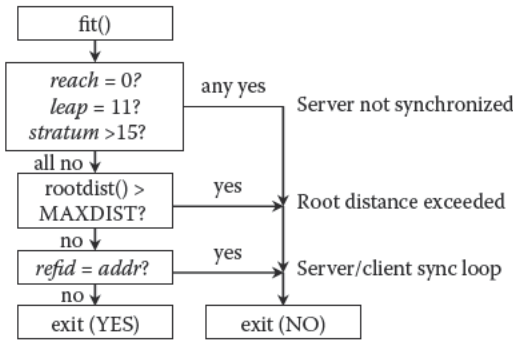 fit()
reach = 0?
leap = 11?
stratum >15?
any yes
Server not synchronized
all no
rootdist() >
MAXDIST?
yes
Root distance exceeded
no
refid = addr?
yes
Server/client sync loop
no
exit (YES)
exit (NO)